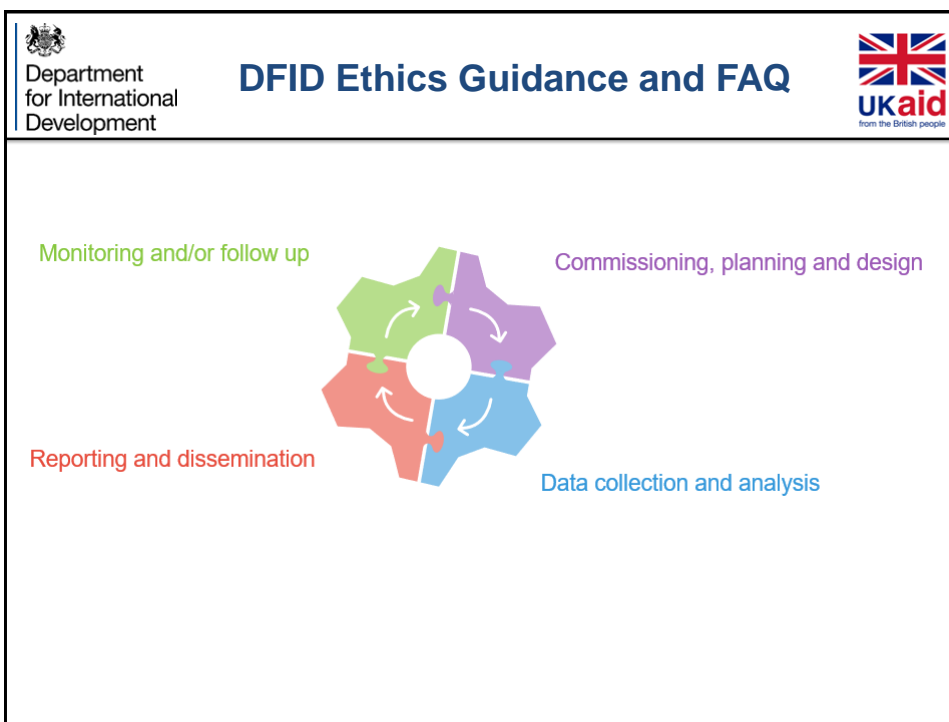 Department
for International
Development
DFID Ethics Guidance and FAQ
UKaid
from the British people
Monitoring and/or follow up
Commissioning, planning and design
Reporting and dissemination
Data collection and analysis